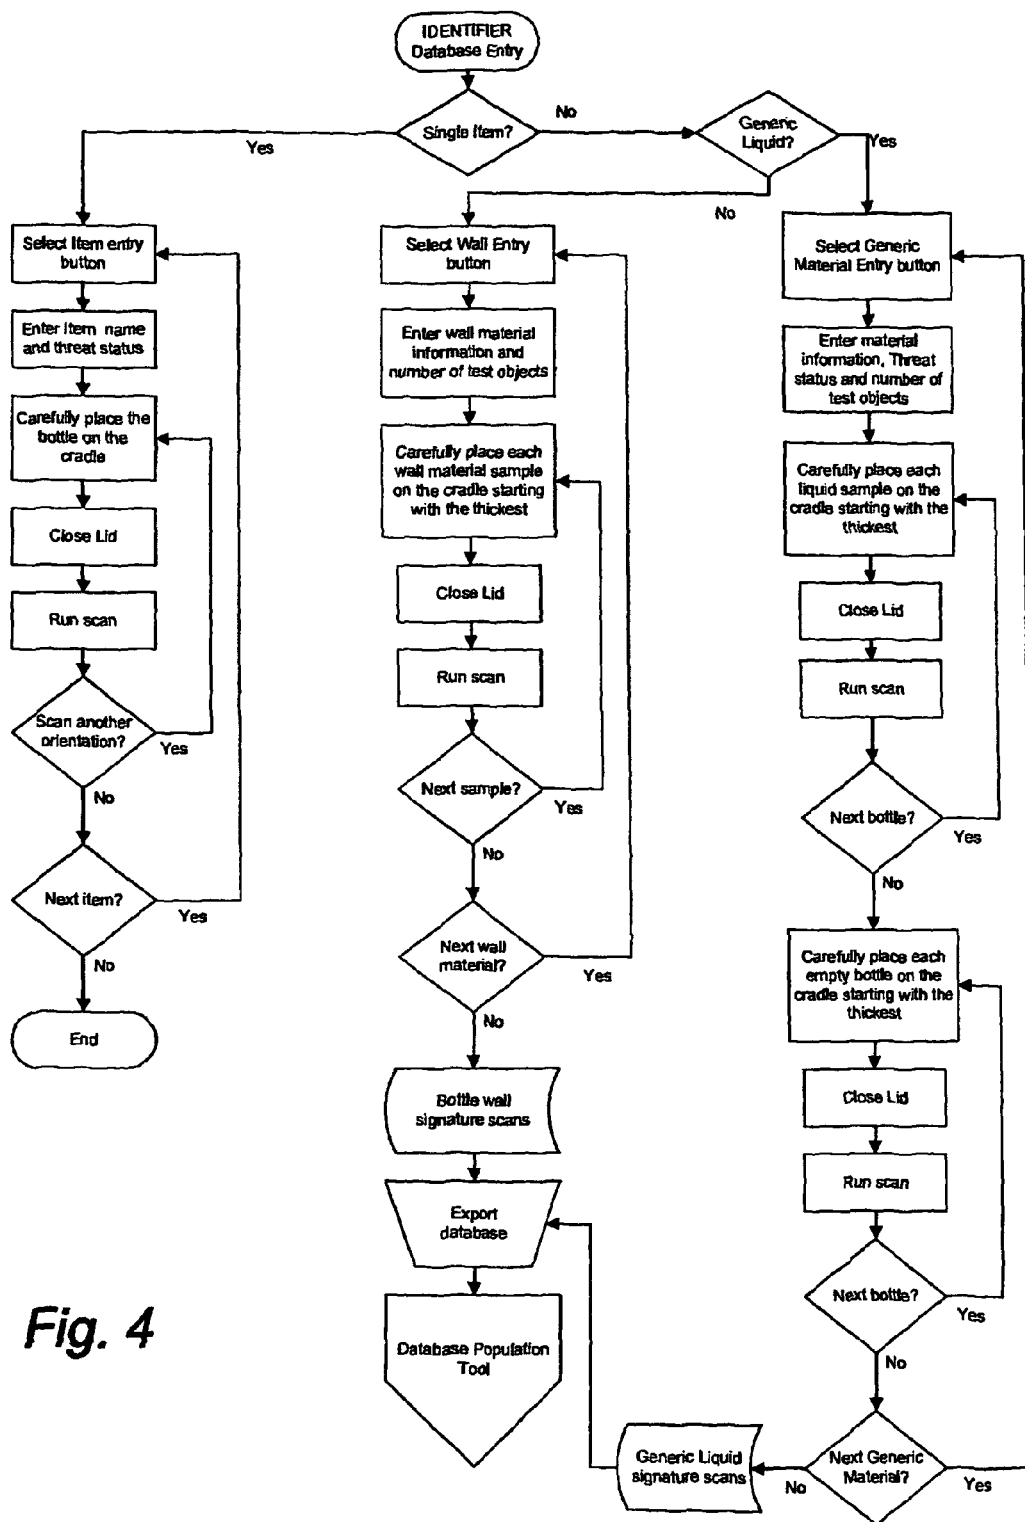 IDENTIFIER
Database Entry
Single Item?
No
Generic
Liquid?
Yes
Yes
No
Select Item entry
button
Enter Item name
and threat status
Carefully place the
bottle on the
cradle
Close Lid
Run scan
Scan another
orientation?
Yes
No
Next item?
Yes
No
End
Select Wall Entry
button
Enter wall material
information and
number of test objects
Carefully place each
wall material sample
on the cradle starting
with the thickest
Close Lid
Run scan
Next sample?
Yes
No
Next wall
material?
Yes
No
Bottle wall
signature scans
Export
database
Database Population
Tool
Select Generic
Material Entry button
Enter material
information, Threat
status and number of
test objects
Carefully place each
liquid sample on the
cradle starting with the
thickest
Close Lid
Run scan
Next bottle?
Yes
No
Carefully place each
empty bottle on the
cradle starting with the
thickest
Close Lid
Run scan
Next bottle?
Yes
No
Next Generic
Material?
Yes
No
Generic Liquid
signature scans
Fig. 4